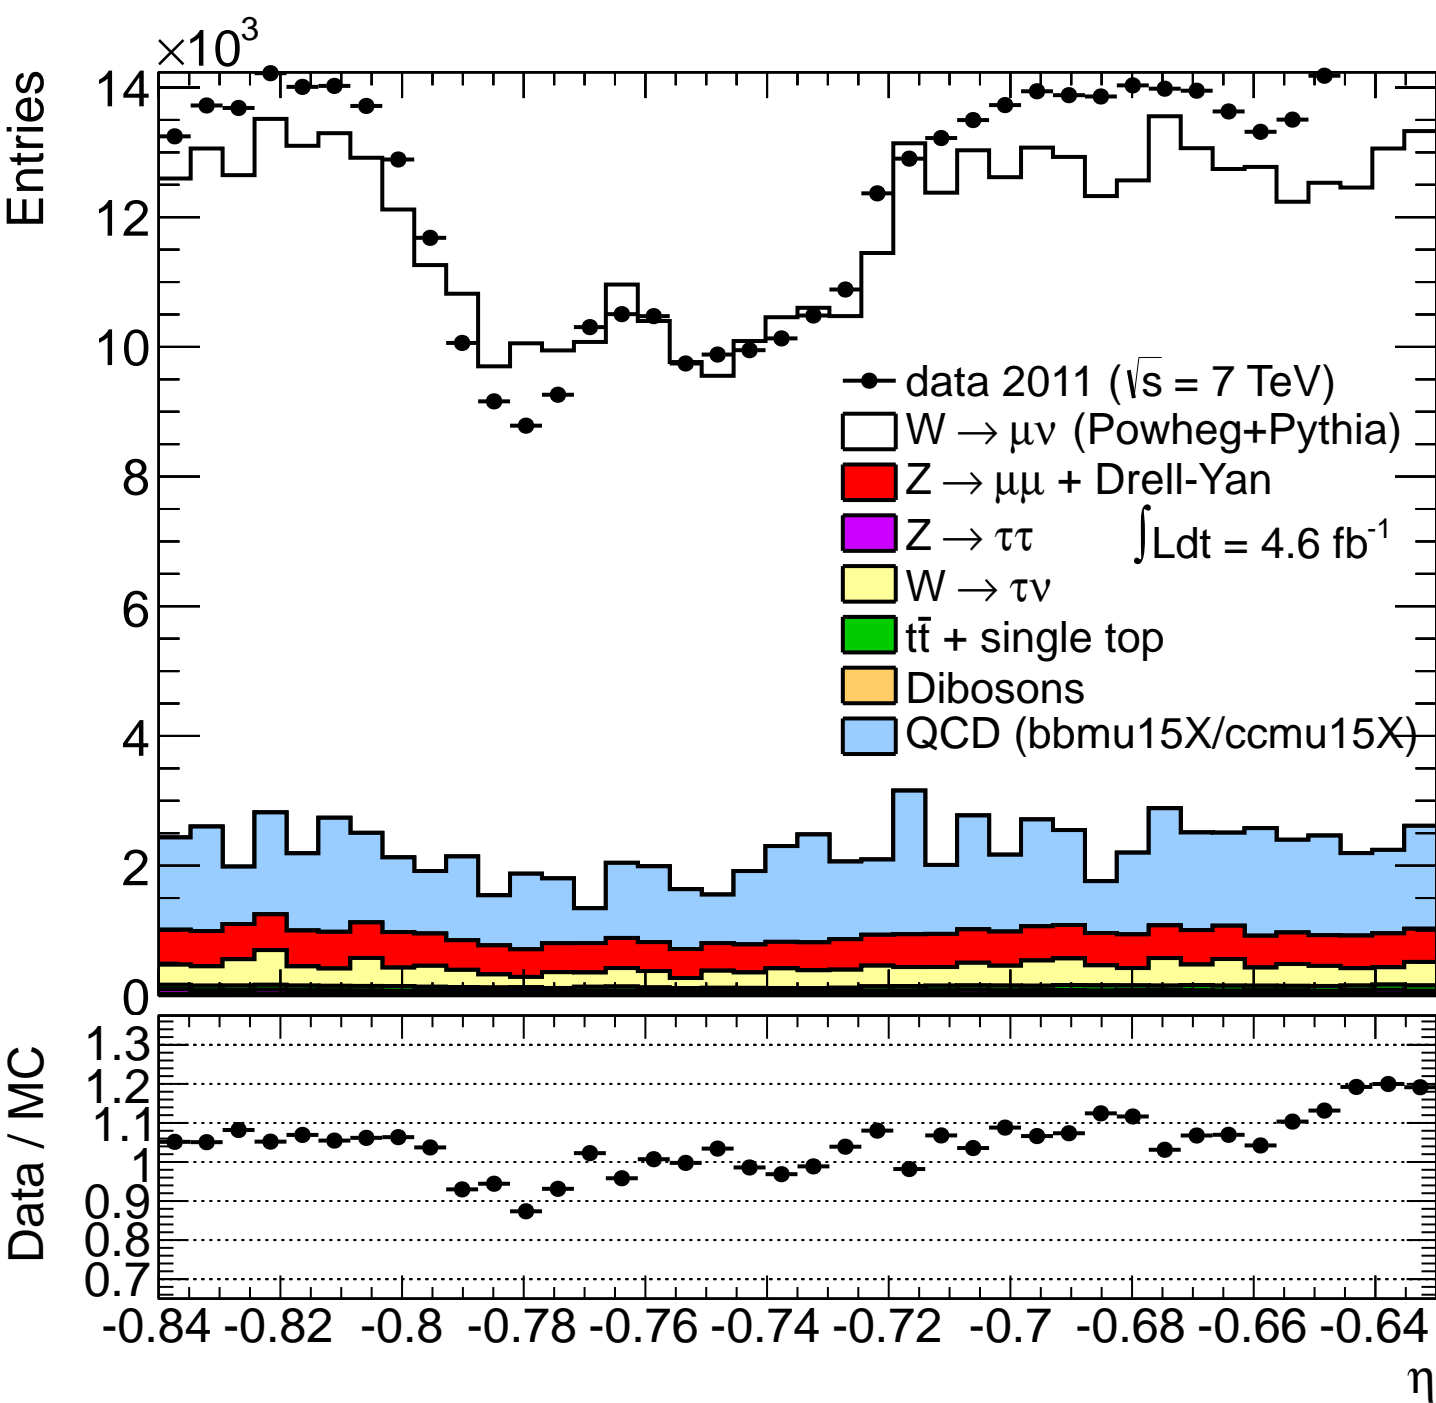 ×10³
Entries
14
12
10
8
6
4
2
0
data 2011 (√s = 7 TeV)
W → μν (Powheg+Pythia)
Z → μμ + Drell-Yan
Z → ττ
∫Ldt = 4.6 fb⁻¹
W → τν
tt̄ + single top
Dibosons
QCD (bbmu15X/ccmu15X)
Data / MC
1.3
1.2
1.1
1
0.9
0.8
0.7
-0.84 -0.82 -0.8 -0.78 -0.76 -0.74 -0.72 -0.7 -0.68 -0.66 -0.64
η